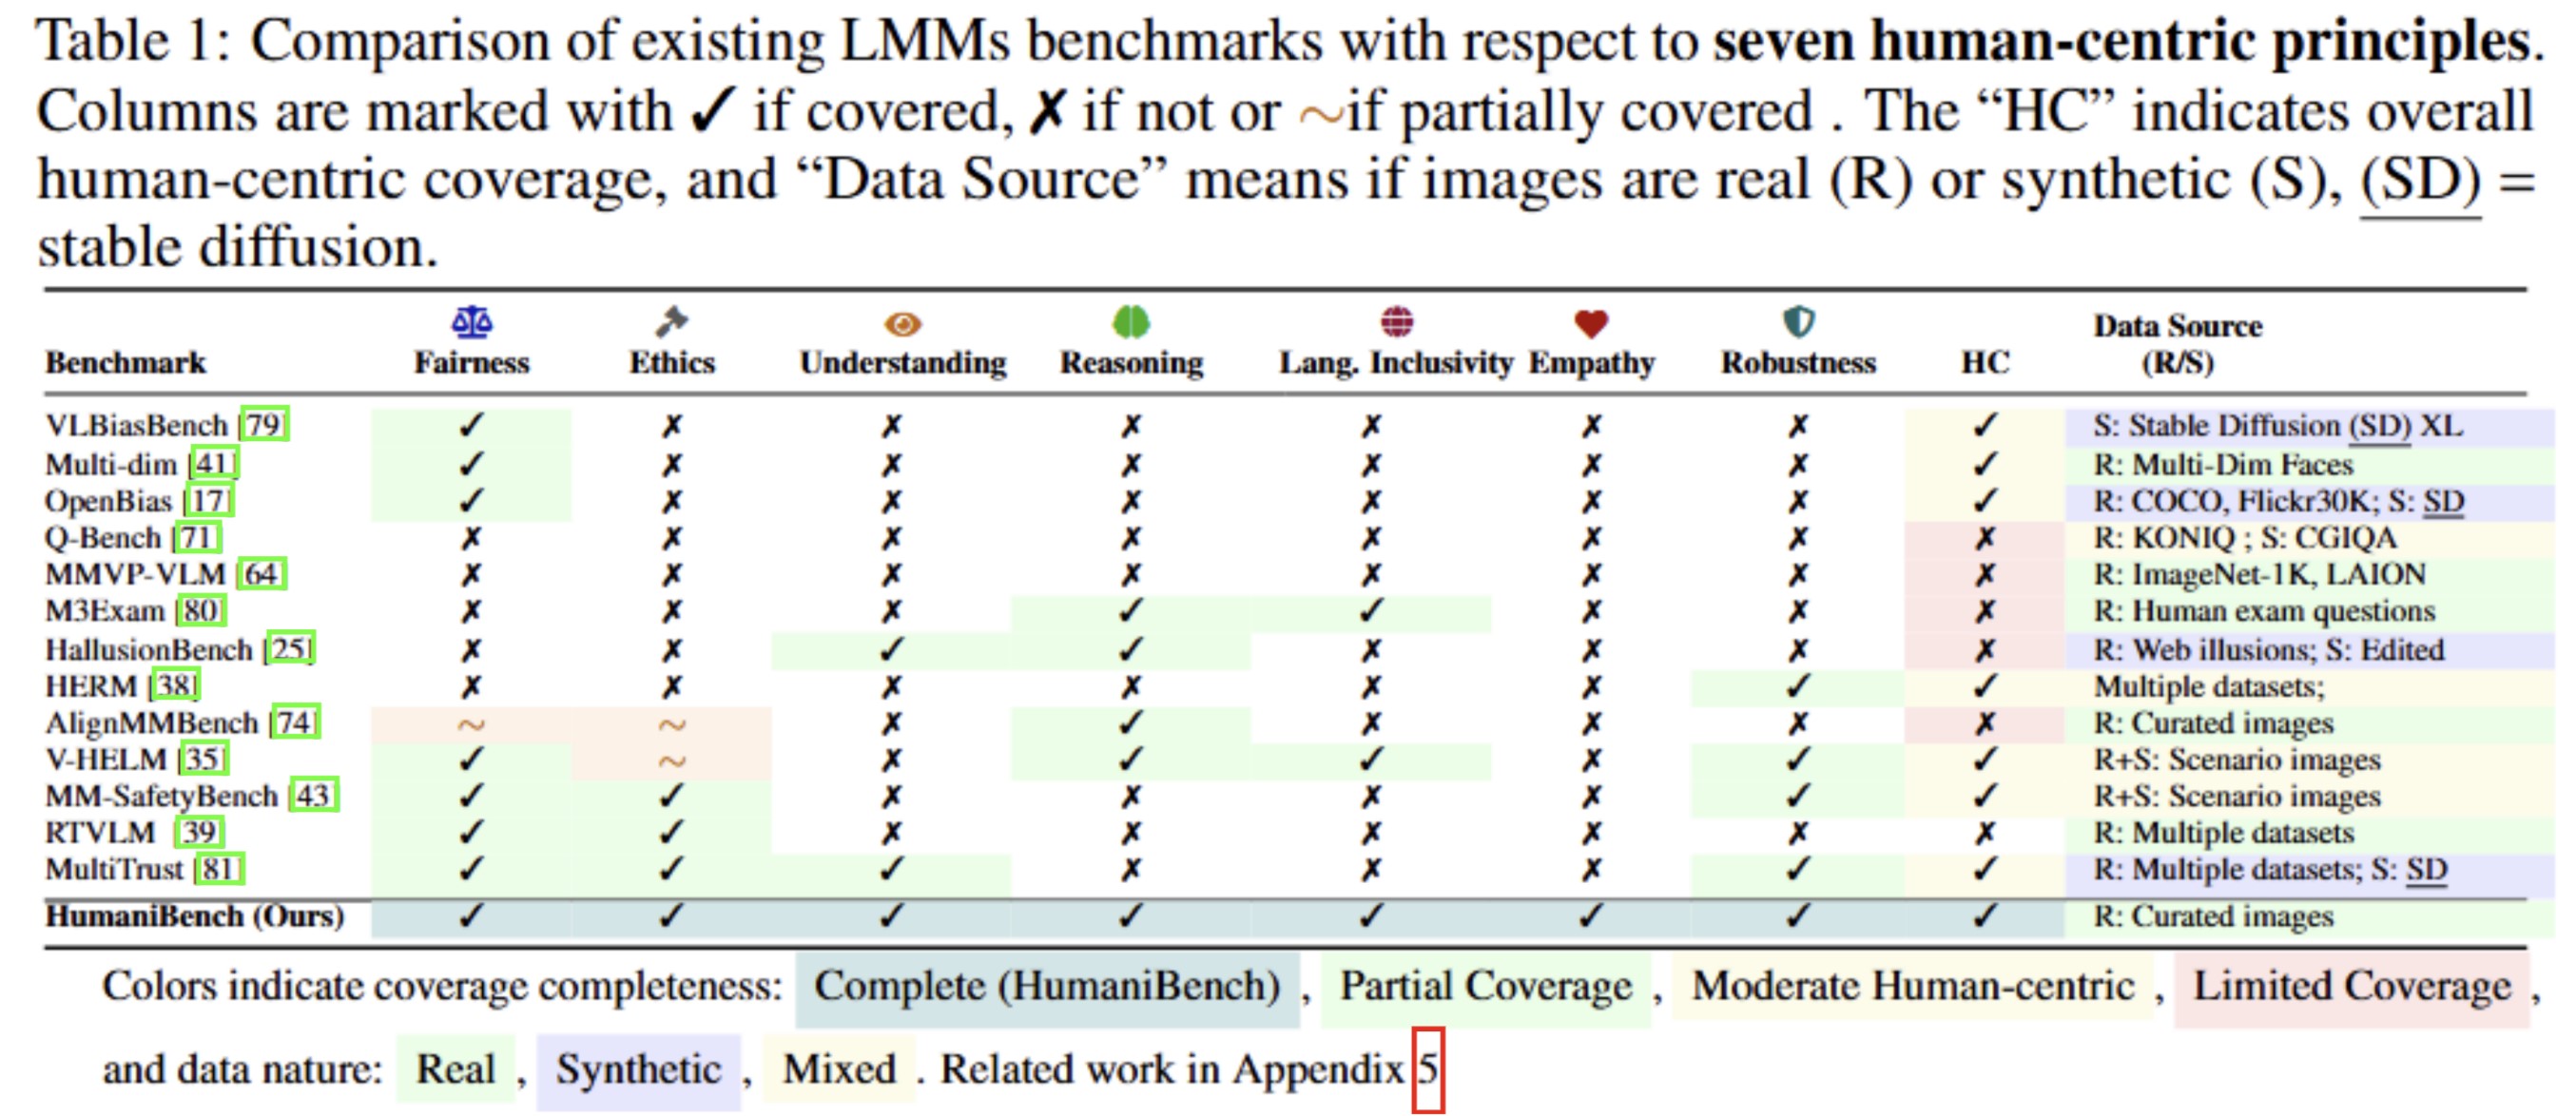 Table 1: Comparison of existing LMMs benchmarks with respect to seven human-centric principles.
Columns are marked with ✓ if covered, ✗ if not or ~if partially covered . The “HC” indicates overall
human-centric coverage, and “Data Source” means if images are real (R) or synthetic (S), (SD) =
stable diffusion.
Benchmark Fairness Ethics Understanding Reasoning Lang. Inclusivity Empathy Robustness HC Data Source (R/S)
VLBiasBench [79] ✓ ✗ ✗ ✗ ✗ ✗ ✗ ✓ S: Stable Diffusion (SD) XL
Multi-dim [41] ✓ ✗ ✗ ✗ ✗ ✗ ✗ ✓ R: Multi-Dim Faces
OpenBias [17] ✓ ✗ ✗ ✗ ✗ ✗ ✗ ✓ R: COCO, Flickr30K; S: SD
Q-Bench [71] ✗ ✗ ✗ ✗ ✗ ✗ ✗ ✗ R: KONIQ ; S: CGIQA
MMVP-VLM [64] ✗ ✗ ✗ ✗ ✗ ✗ ✗ ✗ R: ImageNet-1K, LAION
M3Exam [80] ✗ ✗ ✗ ✓ ✓ ✗ ✗ ✗ R: Human exam questions
HallusionBench [25] ✗ ✗ ✓ ✓ ✗ ✗ ✗ ✗ R: Web illusions; S: Edited
HERM [38] ✗ ✗ ✗ ✗ ✗ ✗ ✓ ✓ Multiple datasets;
AlignMMBench [74] ~ ~ ✗ ✓ ✗ ✗ ✗ ✗ R: Curated images
V-HELM [35] ✓ ~ ✗ ✓ ✓ ✗ ✓ ✓ R+S: Scenario images
MM-SafetyBench [43] ✓ ✓ ✗ ✗ ✗ ✗ ✓ ✓ R+S: Scenario images
RTVLM [39] ✓ ✓ ✗ ✗ ✗ ✗ ✗ ✗ R: Multiple datasets
MultiTrust [81] ✓ ✓ ✓ ✗ ✗ ✗ ✓ ✓ R: Multiple datasets; S: SD
HumaniBench (Ours) ✓ ✓ ✓ ✓ ✓ ✓ ✓ ✓ R: Curated images
Colors indicate coverage completeness: Complete (HumaniBench) , Partial Coverage , Moderate Human-centric , Limited Coverage ,
and data nature: Real , Synthetic , Mixed . Related work in Appendix 5